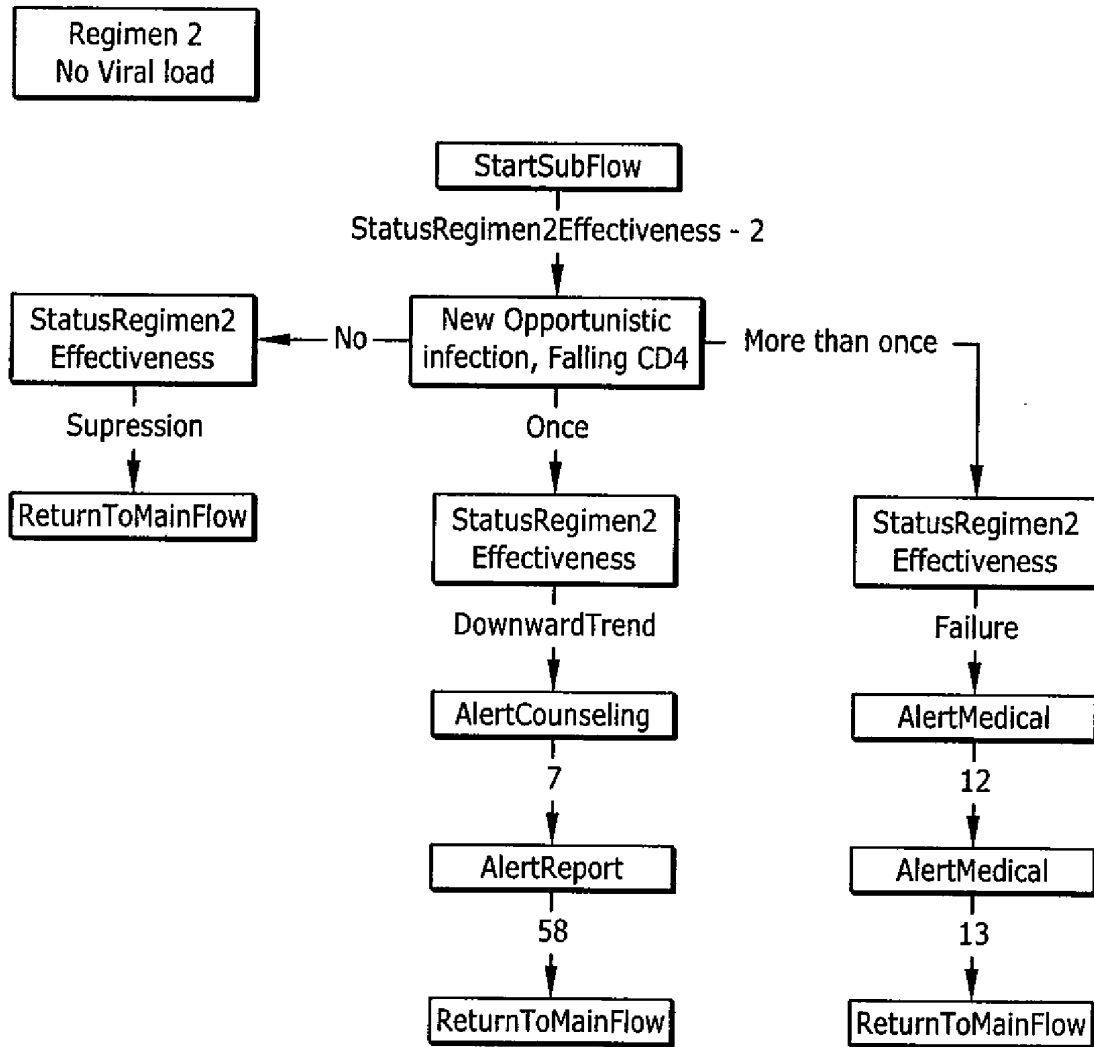 Regimen 2
No Viral load
StartSubFlow
StatusRegimen2Effectiveness - 2
StatusRegimen2
Effectiveness
No
New Opportunistic
infection, Falling CD4
More than once
Supression
Once
ReturnToMainFlow
StatusRegimen2
Effectiveness
StatusRegimen2
Effectiveness
DownwardTrend
Failure
AlertCounseling
AlertMedical
7
12
AlertReport
AlertMedical
58
13
ReturnToMainFlow
ReturnToMainFlow